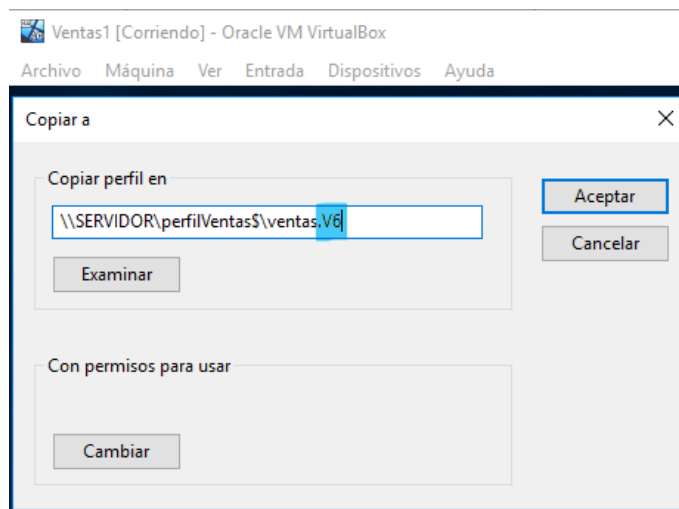 Ventas1 [Corriendo] - Oracle VM VirtualBox
Archivo Máquina Ver Entrada Dispositivos Ayuda
Copiar a
Copiar perfil en
\\SERVIDOR\perfilVentas$\ventas.V6
Aceptar
Examinar
Cancelar
Con permisos para usar
Cambiar